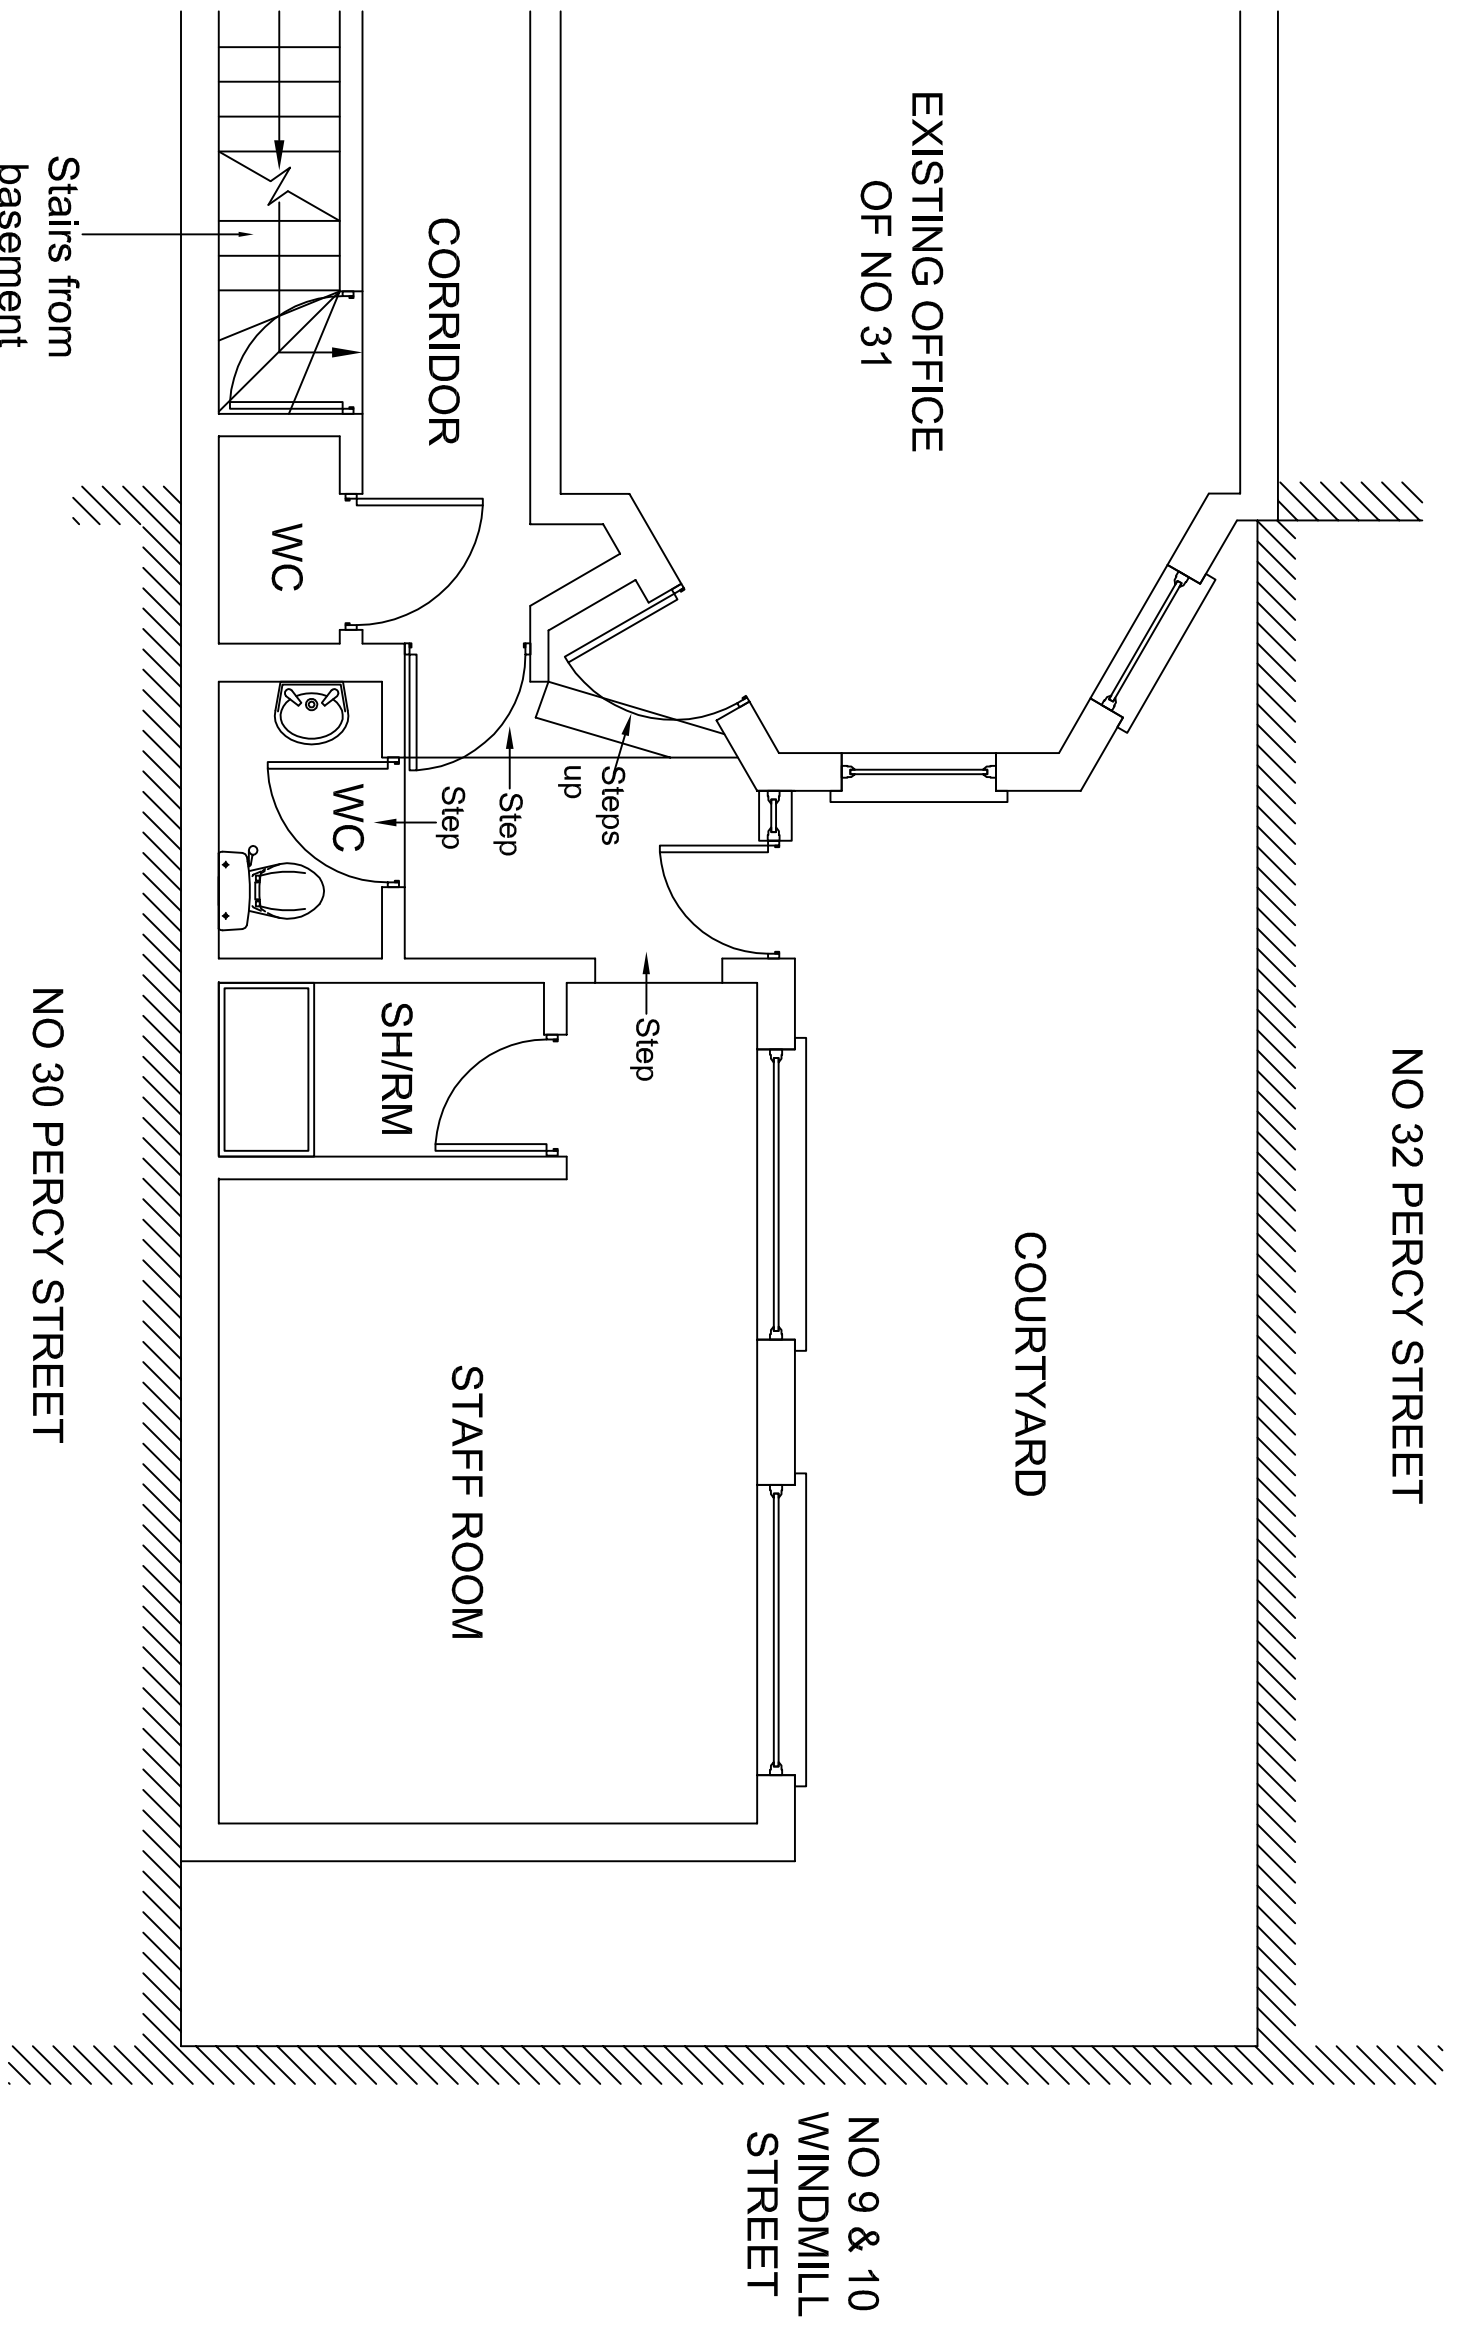 NO 32 PERCY STREET
EXISTING OFFICE
OF NO 31
COURTYARD
NO 9 & 10
WINDMILL
STREET
CORRIDOR
Steps
up
Step
Step
Step
WC
WC
SH/RM
STAFF ROOM
Stairs from
basement
NO 30 PERCY STREET